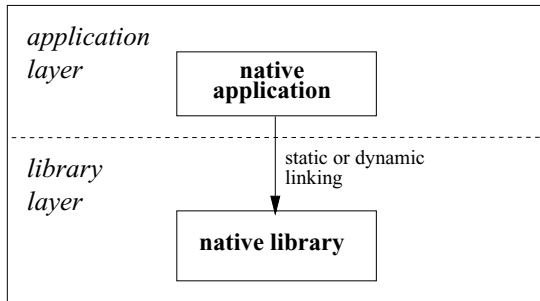 application
layer
native
application
static or dynamic
linking
library
layer
native library